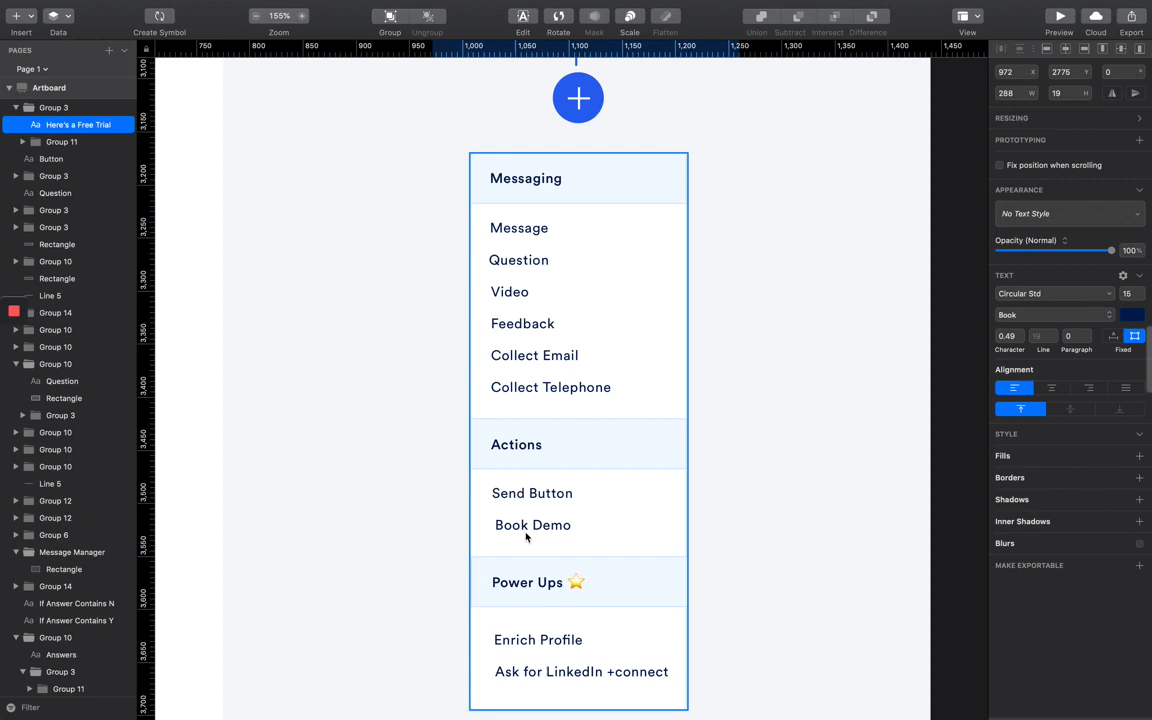 155%
Insert Data Create Symbol Zoom Group Ungroup Edit Rotate Mask Scale Flatten Union Subtract Intersect Difference View Preview Cloud Export
PAGES
750 800 850 900 950 1,000 1,050 1,100 1,150 1,200 1,250 1,300 1,350 1,400 1,450
Page 1
Artboard
Group 3
Aa Here's a Free Trial
Group 11
Aa Button
Group 3
Aa Question
Group 3
Group 3
Rectangle
Group 10
Rectangle
Line 5
Group 14
Group 10
Group 10
Group 10
Aa Question
Rectangle
Group 3
Group 10
Group 10
Group 10
Line 5
Group 12
Group 12
Group 6
Message Manager
Rectangle
Group 14
Aa If Answer Contains N
Aa If Answer Contains Y
Group 10
Aa Answers
Group 3
Group 11
Filter
3,100
3,150
3,200
3,250
3,300
3,350
3,400
3,450
3,500
3,550
3,600
3,650
3,700
Messaging
Message
Question
Video
Feedback
Collect Email
Collect Telephone
Actions
Send Button
Book Demo
Power Ups ⭐
Enrich Profile
Ask for LinkedIn +connect
972 X 2775 Y 0 °
288 W 19 H
RESIZING
PROTOTYPING
Fix position when scrolling
APPEARANCE
No Text Style
Opacity (Normal)
100%
TEXT
Circular Std 15
Book
0.49 19 0
Character Line Paragraph Fixed
Alignment
STYLE
Fills
Borders
Shadows
Inner Shadows
Blurs
MAKE EXPORTABLE